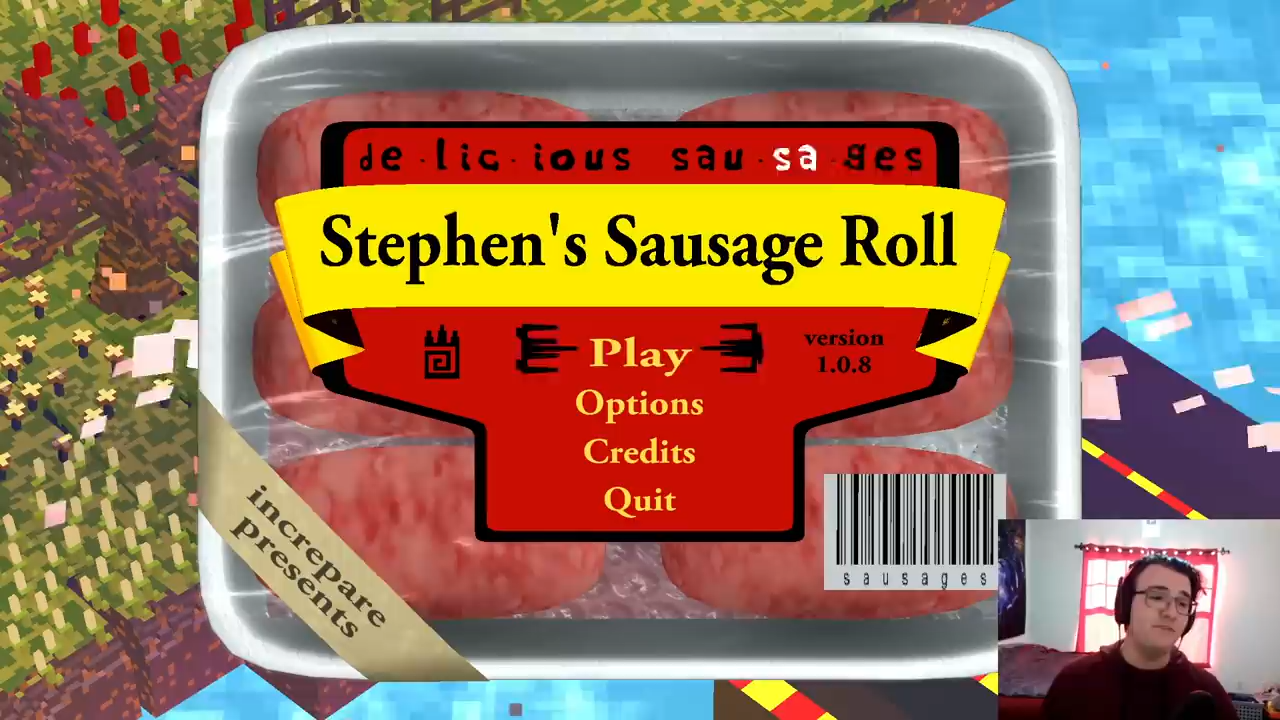 de·lic·ious sau·sa·ges
Stephen's Sausage Roll
Play
Options
Credits
Quit
version
1.0.8
increpare
presents
sausages